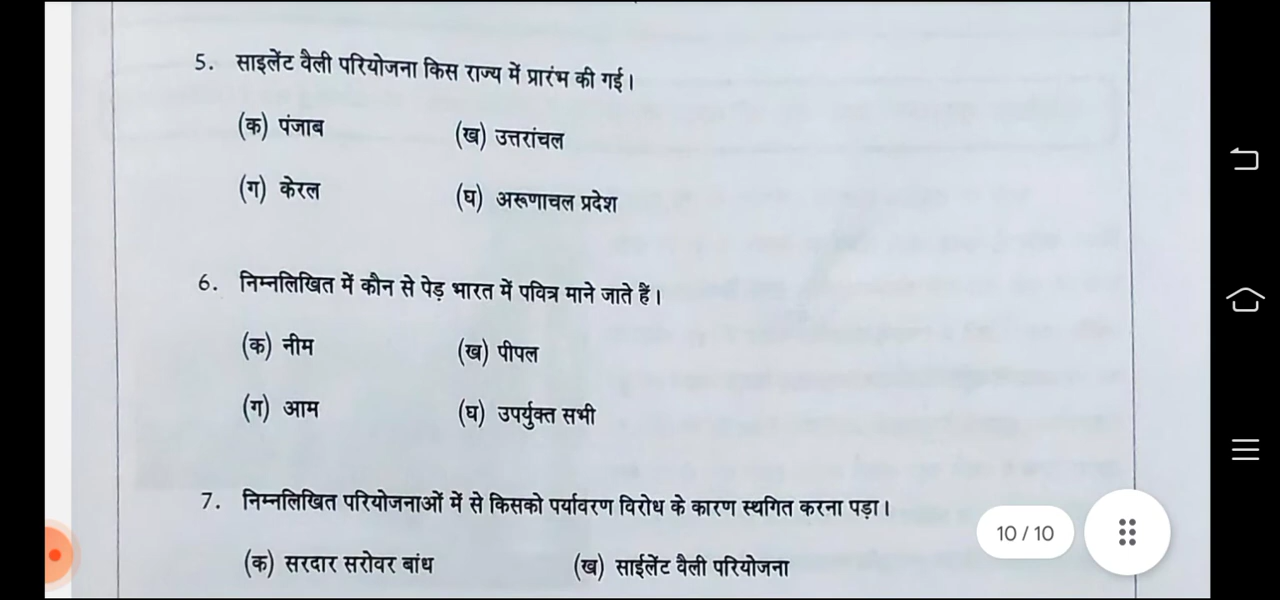 5. साइलेंट वैली परियोजना किस राज्य में प्रारंभ की गई।
(क) पंजाब (ख) उत्तरांचल
(ग) केरल (घ) अरूणाचल प्रदेश
6. निम्नलिखित में कौन से पेड़ भारत में पवित्र माने जाते हैं।
(क) नीम (ख) पीपल
(ग) आम (घ) उपर्युक्त सभी
7. निम्नलिखित परियोजनाओं में से किसको पर्यावरण विरोध के कारण स्थगित करना पड़ा।
10 / 10
(क) सरदार सरोवर बांध (ख) साईलेंट वैली परियोजना